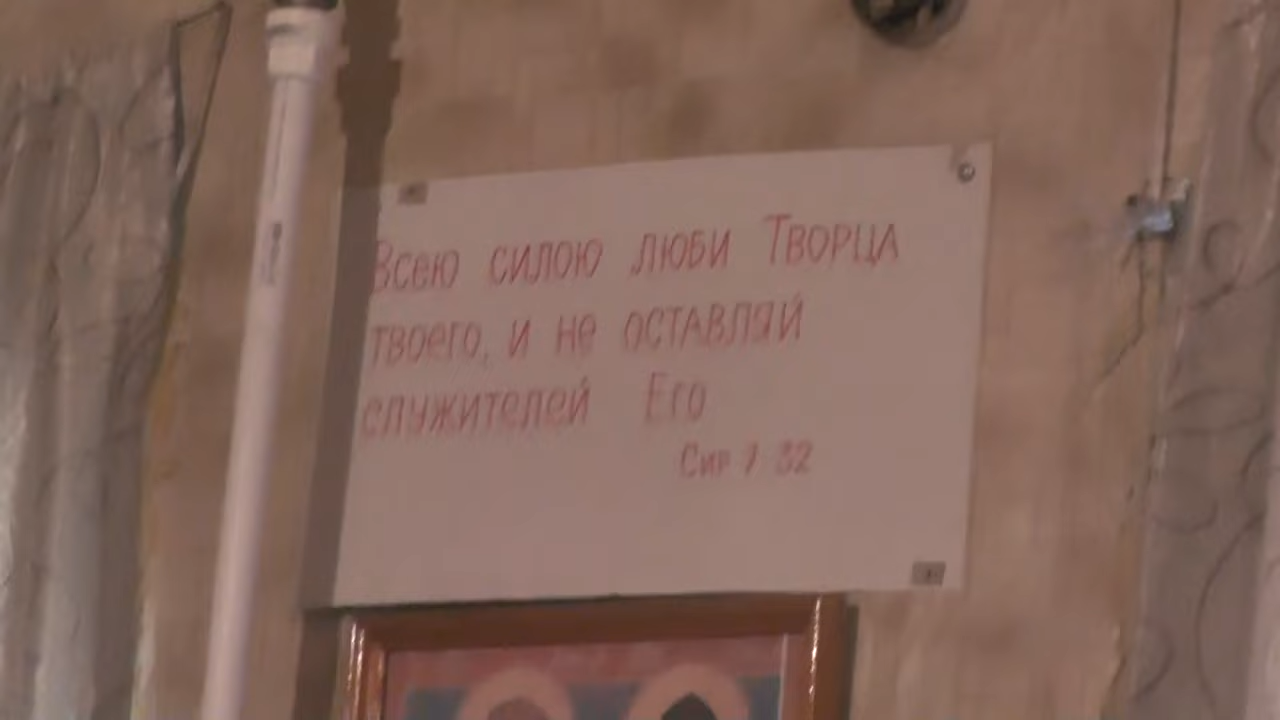 Всею силою люби Творца
твоего, и не оставляй
служителей Его
Сир 7 32